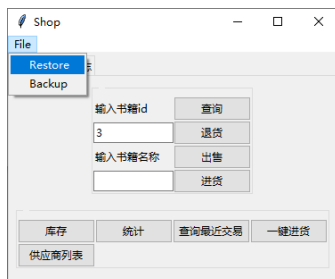 Shop
File
Restore
Backup
输入书籍id
查询
3
退货
输入书籍名称
出售
进货
库存
统计
查询最近交易
一键进货
供应商列表